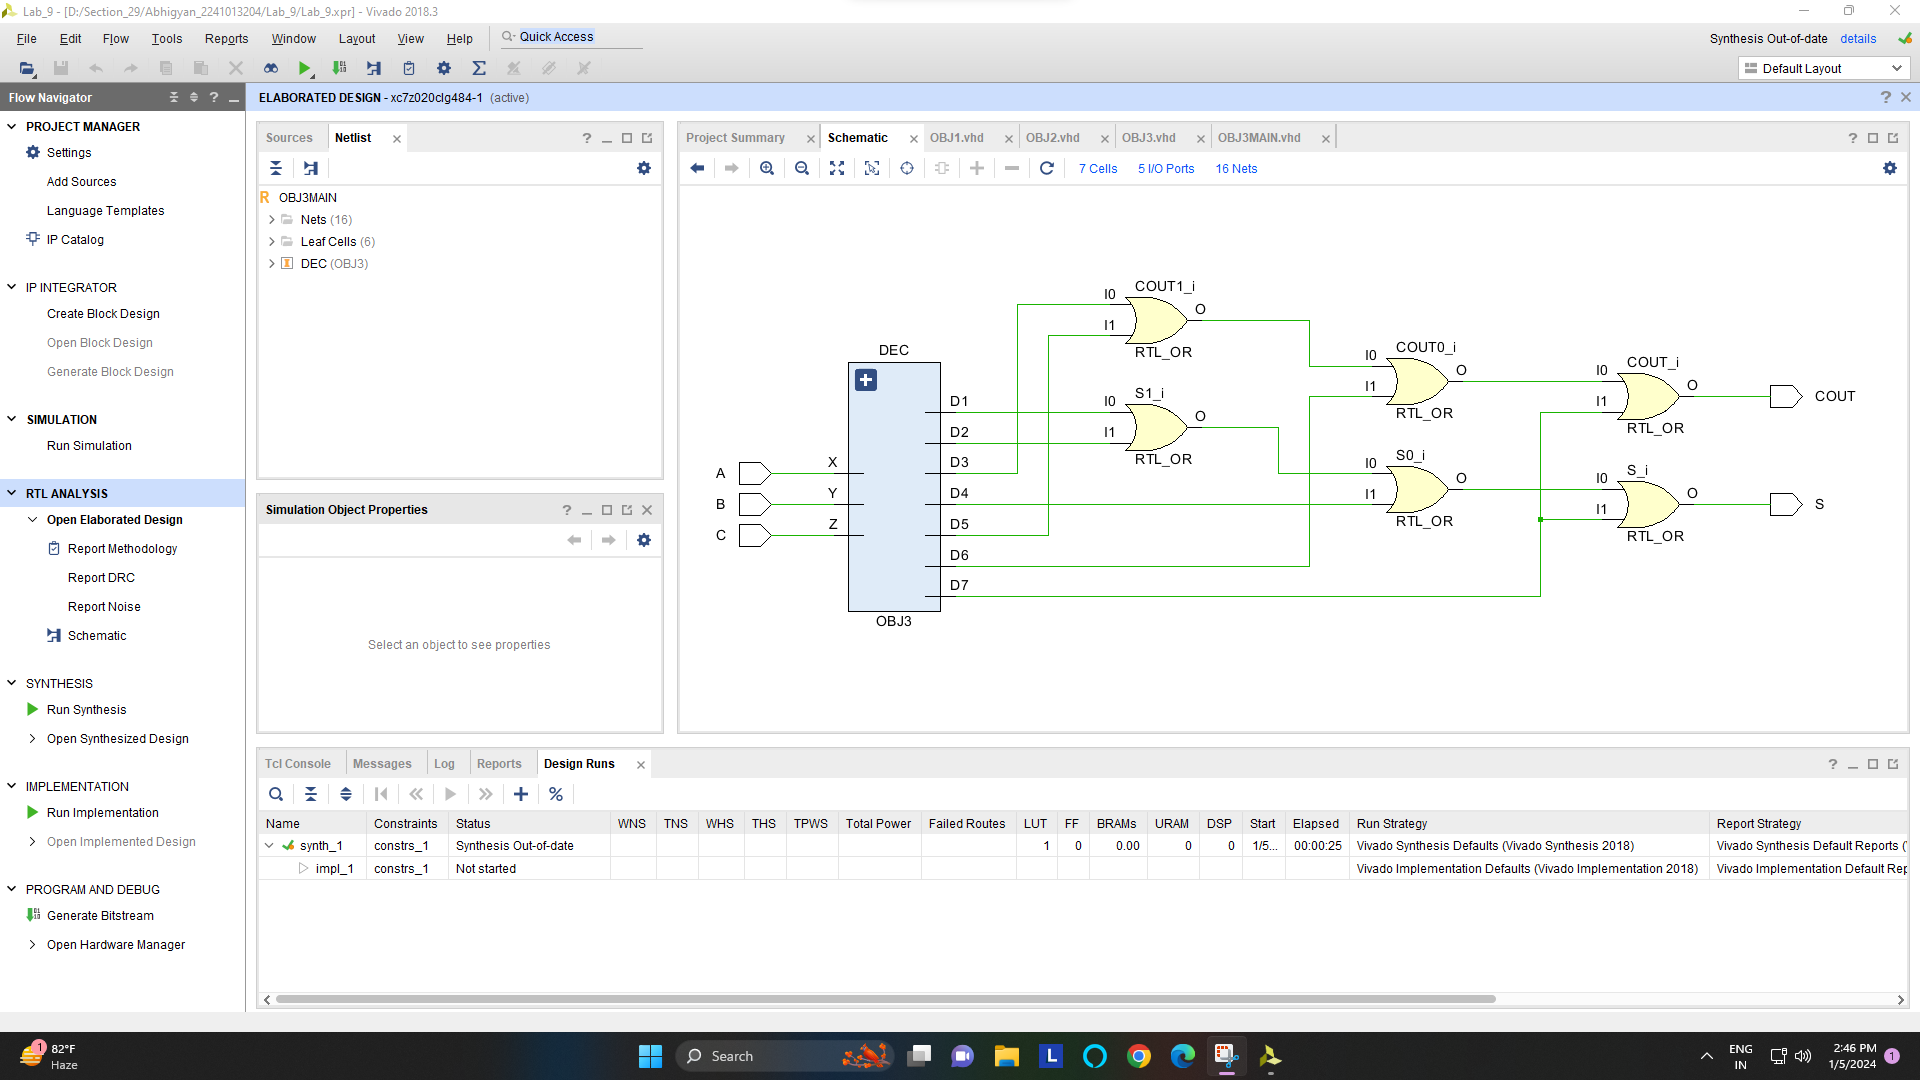 Lab_9 - [D:/Section_29/Abhigyan_2241013204/Lab_9/Lab_9.xpr] - Vivado 2018.3
File Edit Flow Tools Reports Window Layout View Help Quick Access
Synthesis Out-of-date details
Default Layout
Flow Navigator
ELABORATED DESIGN - xc7z020clg484-1 (active)
PROJECT MANAGER
Settings
Add Sources
Language Templates
IP Catalog
IP INTEGRATOR
Create Block Design
Open Block Design
Generate Block Design
SIMULATION
Run Simulation
RTL ANALYSIS
Open Elaborated Design
Report Methodology
Report DRC
Report Noise
Schematic
SYNTHESIS
Run Synthesis
Open Synthesized Design
IMPLEMENTATION
Run Implementation
Open Implemented Design
PROGRAM AND DEBUG
Generate Bitstream
Open Hardware Manager
Sources Netlist
OBJ3MAIN
Nets (16)
Leaf Cells (6)
DEC (OBJ3)
Simulation Object Properties
Select an object to see properties
Project Summary Schematic OBJ1.vhd OBJ2.vhd OBJ3.vhd OBJ3MAIN.vhd
7 Cells 5 I/O Ports 16 Nets
A
B
C
X
Y
Z
DEC
D1
D2
D3
D4
D5
D6
D7
OBJ3
COUT1_i
I0
I1
O
RTL_OR
S1_i
I0
I1
O
RTL_OR
COUT0_i
I0
I1
O
RTL_OR
S0_i
I0
I1
O
RTL_OR
COUT_i
I0
I1
O
RTL_OR
COUT
S_i
I0
I1
O
RTL_OR
S
Tcl Console Messages Log Reports Design Runs
Name Constraints Status WNS TNS WHS THS TPWS Total Power Failed Routes LUT FF BRAMs URAM DSP Start Elapsed Run Strategy Report Strategy
synth_1 constrs_1 Synthesis Out-of-date 1 0 0.00 0 0 1/5... 00:00:25 Vivado Synthesis Defaults (Vivado Synthesis 2018) Vivado Synthesis Default Reports (
impl_1 constrs_1 Not started Vivado Implementation Defaults (Vivado Implementation 2018) Vivado Implementation Default Rep
1
82°F
Haze
Search
L
ENG
IN
2:46 PM
1/5/2024
1